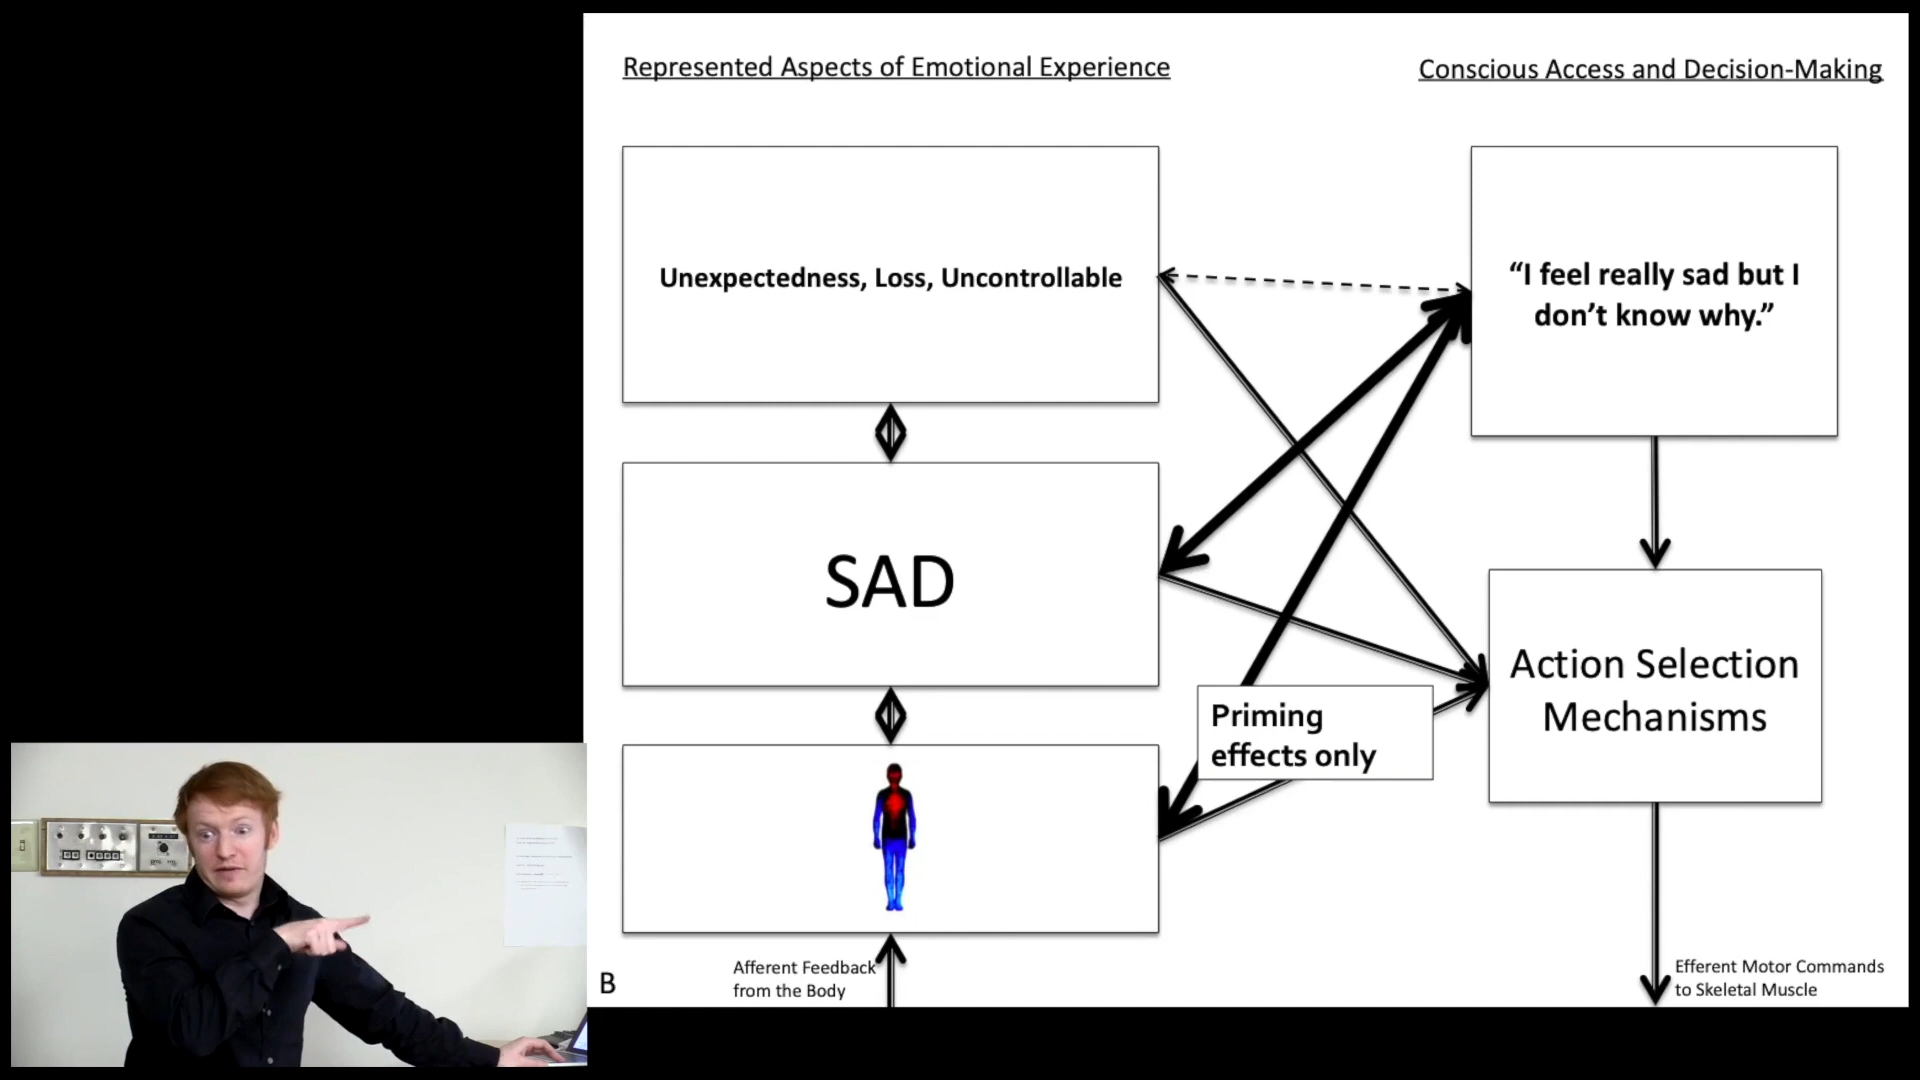 Represented Aspects of Emotional Experience
Conscious Access and Decision-Making
Unexpectedness, Loss, Uncontrollable
“I feel really sad but I
don’t know why.”
SAD
Action Selection
Mechanisms
Priming
effects only
Afferent Feedback
from the Body
B
Efferent Motor Commands
to Skeletal Muscle